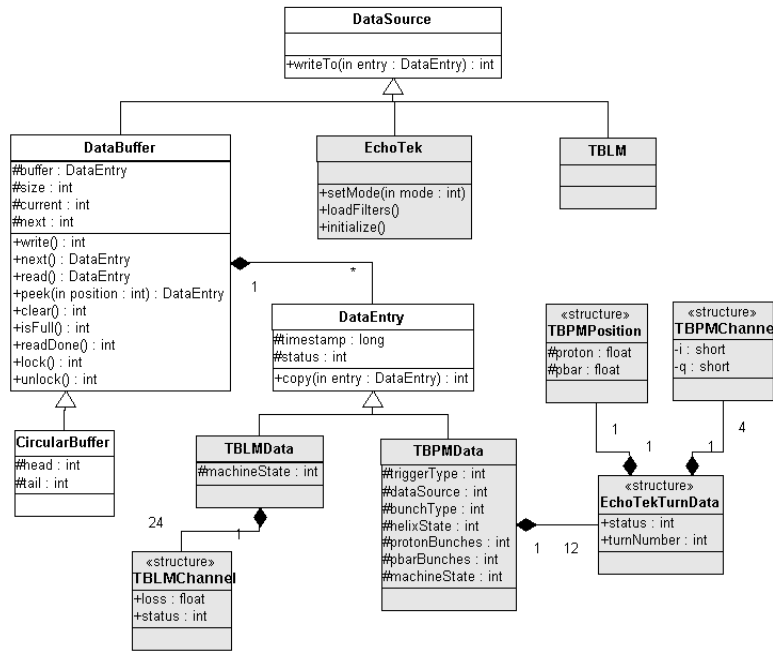 DataSource
+writeTo(in entry : DataEntry) : int
DataBuffer
#buffer : DataEntry
#size : int
#current : int
#next : int
+write() : int
+next() : DataEntry
+read() : DataEntry
+peek(in position : int) : DataEntry
+clear() : int
+isFull() : int
+readDone() : int
+lock() : int
+unlock() : int
EchoTek
+setMode(in mode : int)
+loadFilters()
+initialize()
TBLM
1
*
DataEntry
#timestamp : long
#status : int
+copy(in entry : DataEntry) : int
«structure»
TBPMPosition
#proton : float
#pbar : float
«structure»
TBPMChannel
-i : short
-q : short
CircularBuffer
#head : int
#tail : int
TBLMData
#machineState : int
TBPMData
#triggerType : int
#dataSource : int
#bunchType : int
#helixState : int
#protonBunches : int
#pbarBunches : int
#machineState : int
1
1
1
4
«structure»
EchoTekTurnData
+status : int
+turnNumber : int
24
1
1
12
«structure»
TBLMChannel
+loss : float
+status : int